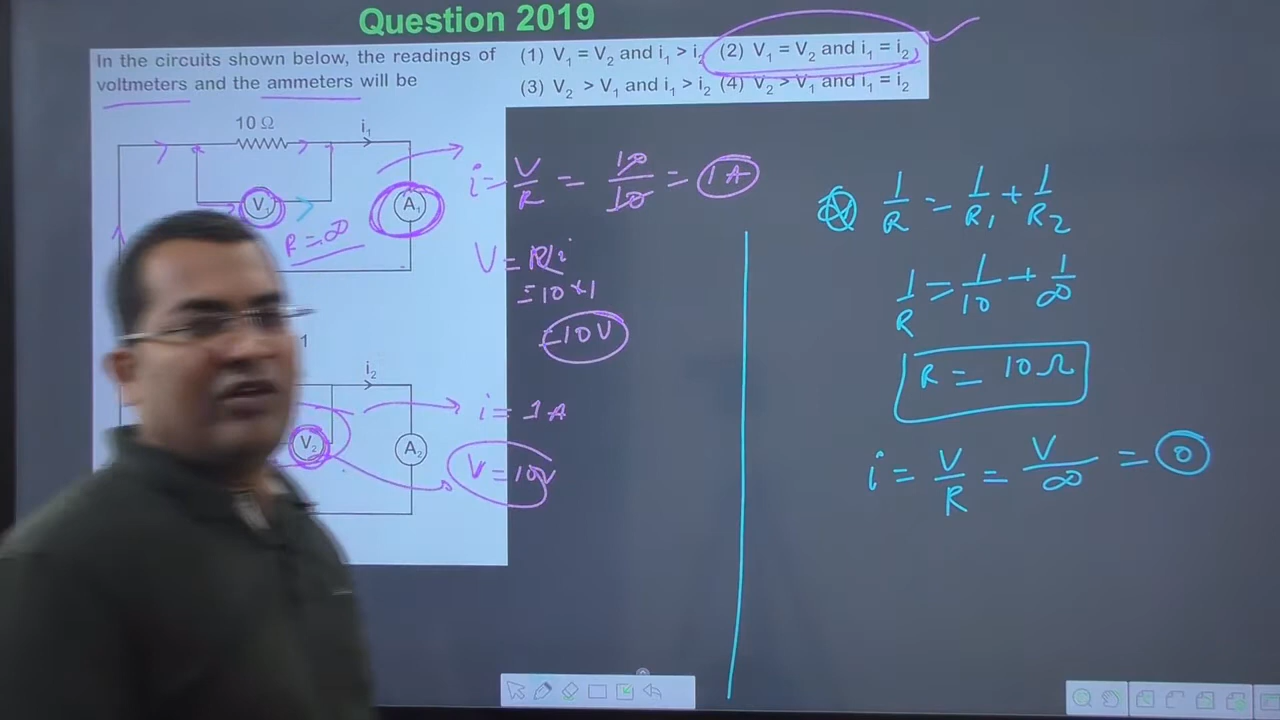 Question 2019
In the circuits shown below, the readings of
voltmeters and the ammeters will be
(1) V₁ = V₂ and i₁ > i₂ (2) V₁ = V₂ and i₁ = i₂
(3) V₂ > V₁ and i₁ > i₂ (4) V₂ > V₁ and i₁ = i₂
10 Ω
i₁
V₁
A₁
R = ∞
i = V/R = 10/10 = 1A
V = Ri
= 10 × 1
= 10V
1
i₂
V₂
A₂
i = 1A
V = 10V
1/R = 1/R₁ + 1/R₂
1/R = 1/10 + 1/∞
R = 10Ω
i = V/R = V/∞ = 0